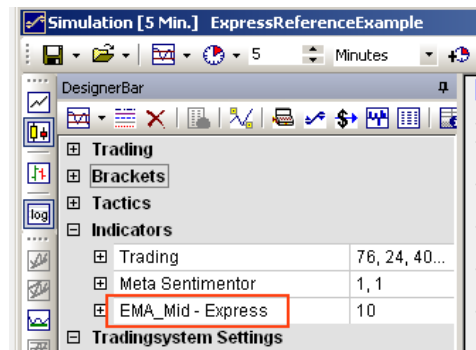 Simulation [5 Min.] ExpressReferenceExample
5 Minutes
DesignerBar
Trading
Brackets
Tactics
Indicators
Trading 76, 24, 40...
Meta Sentimentor 1, 1
EMA_Mid - Express 10
log
Tradingsystem Settings